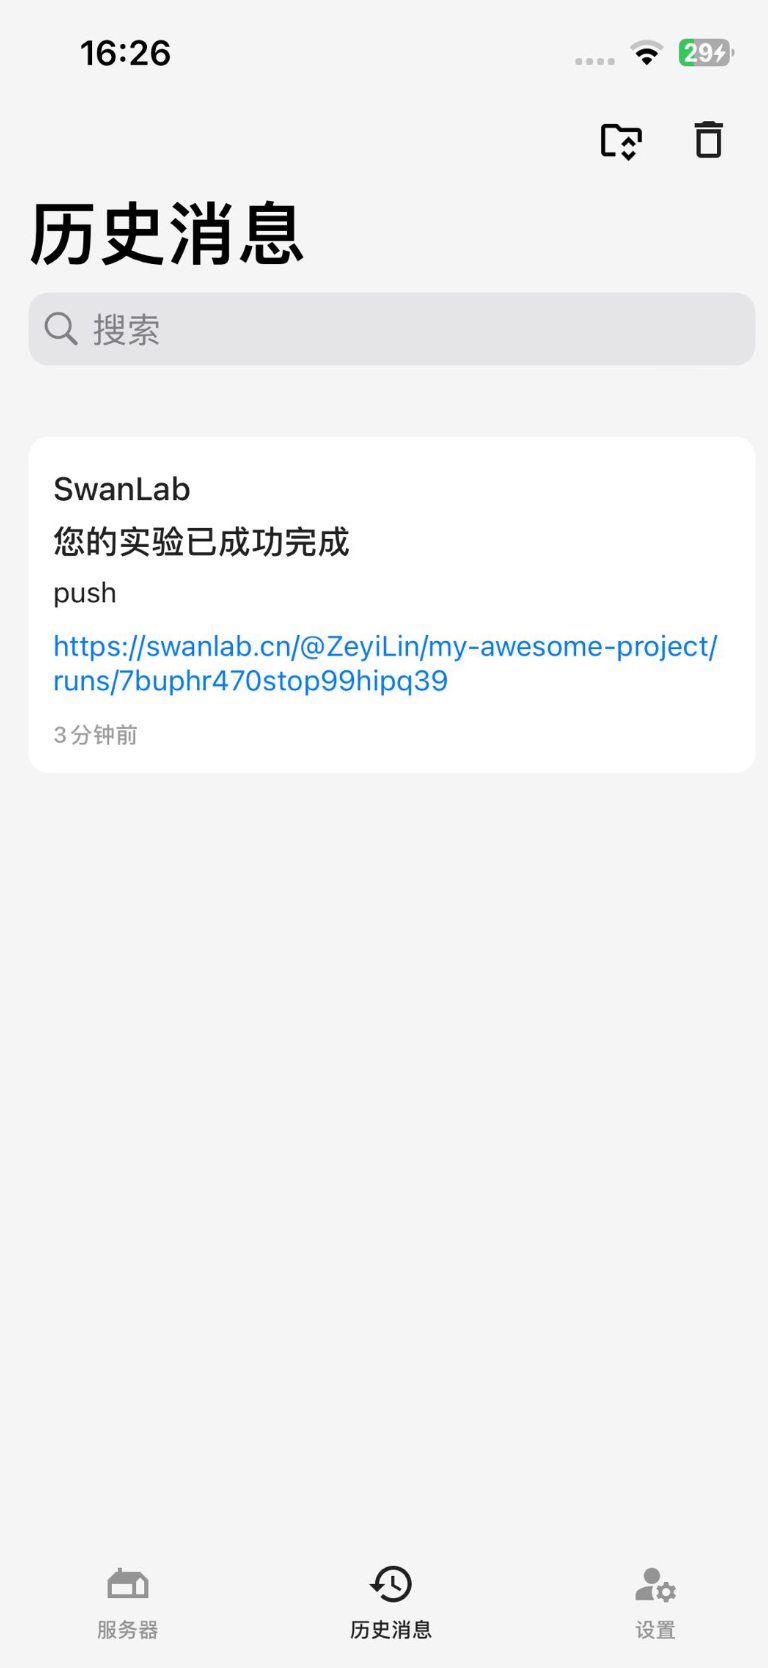 16:26
29
历史消息
搜索
SwanLab
您的实验已成功完成
push
https://swanlab.cn/@ZeyiLin/my-awesome-project/
runs/7buphr470stop99hipq39
3分钟前
服务器
历史消息
设置